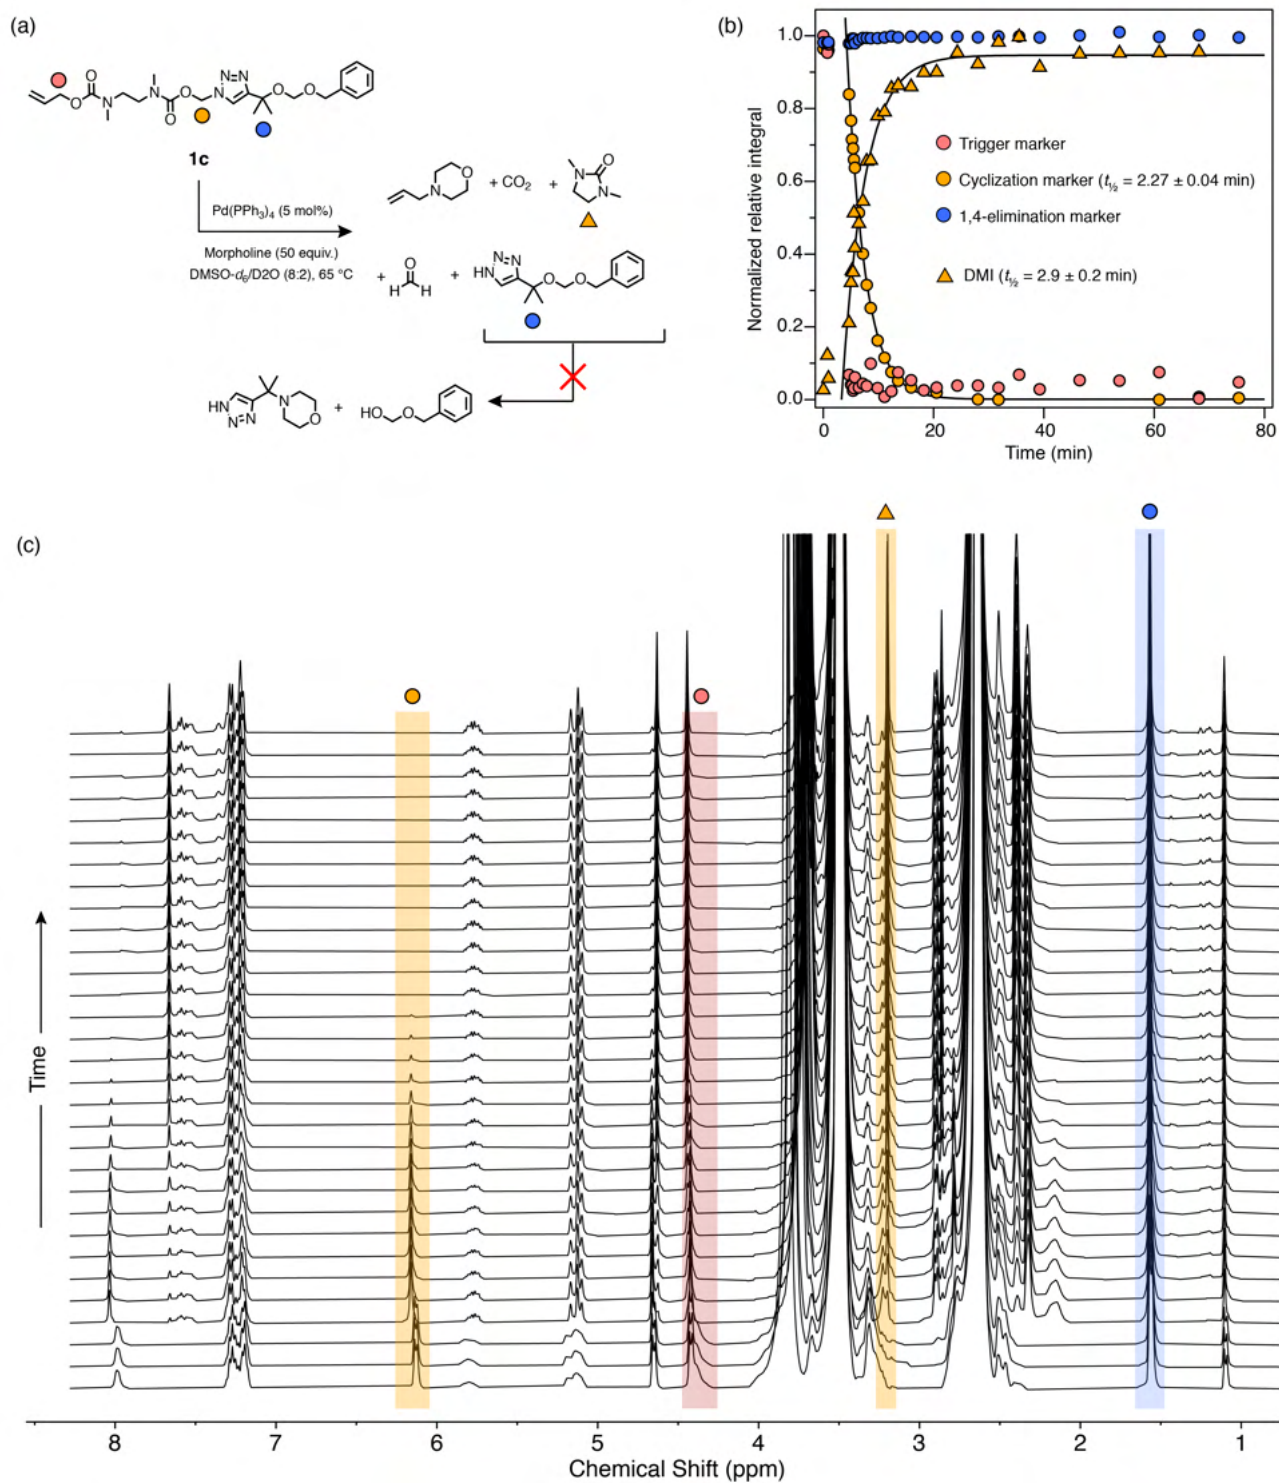 (a)
O
O
N
N
O
O
N
N=N
N
O
O
1c
Pd(PPh₃)₄ (5 mol%)
Morpholine (50 equiv.)
DMSO-d₆/D2O (8:2), 65 °C
N
O
+ CO₂ +
N
O
N
+
O
H
H
+
N=N
HN
O
O
HN
N=N
N
O
+
HO
O
(b)
Normalized relative integral
1.0
0.8
0.6
0.4
0.2
0.0
Trigger marker
Cyclization marker (t½ = 2.27 ± 0.04 min)
1,4-elimination marker
DMI (t½ = 2.9 ± 0.2 min)
0
20
40
60
80
Time (min)
(c)
Time
8
7
6
5
4
3
2
1
Chemical Shift (ppm)